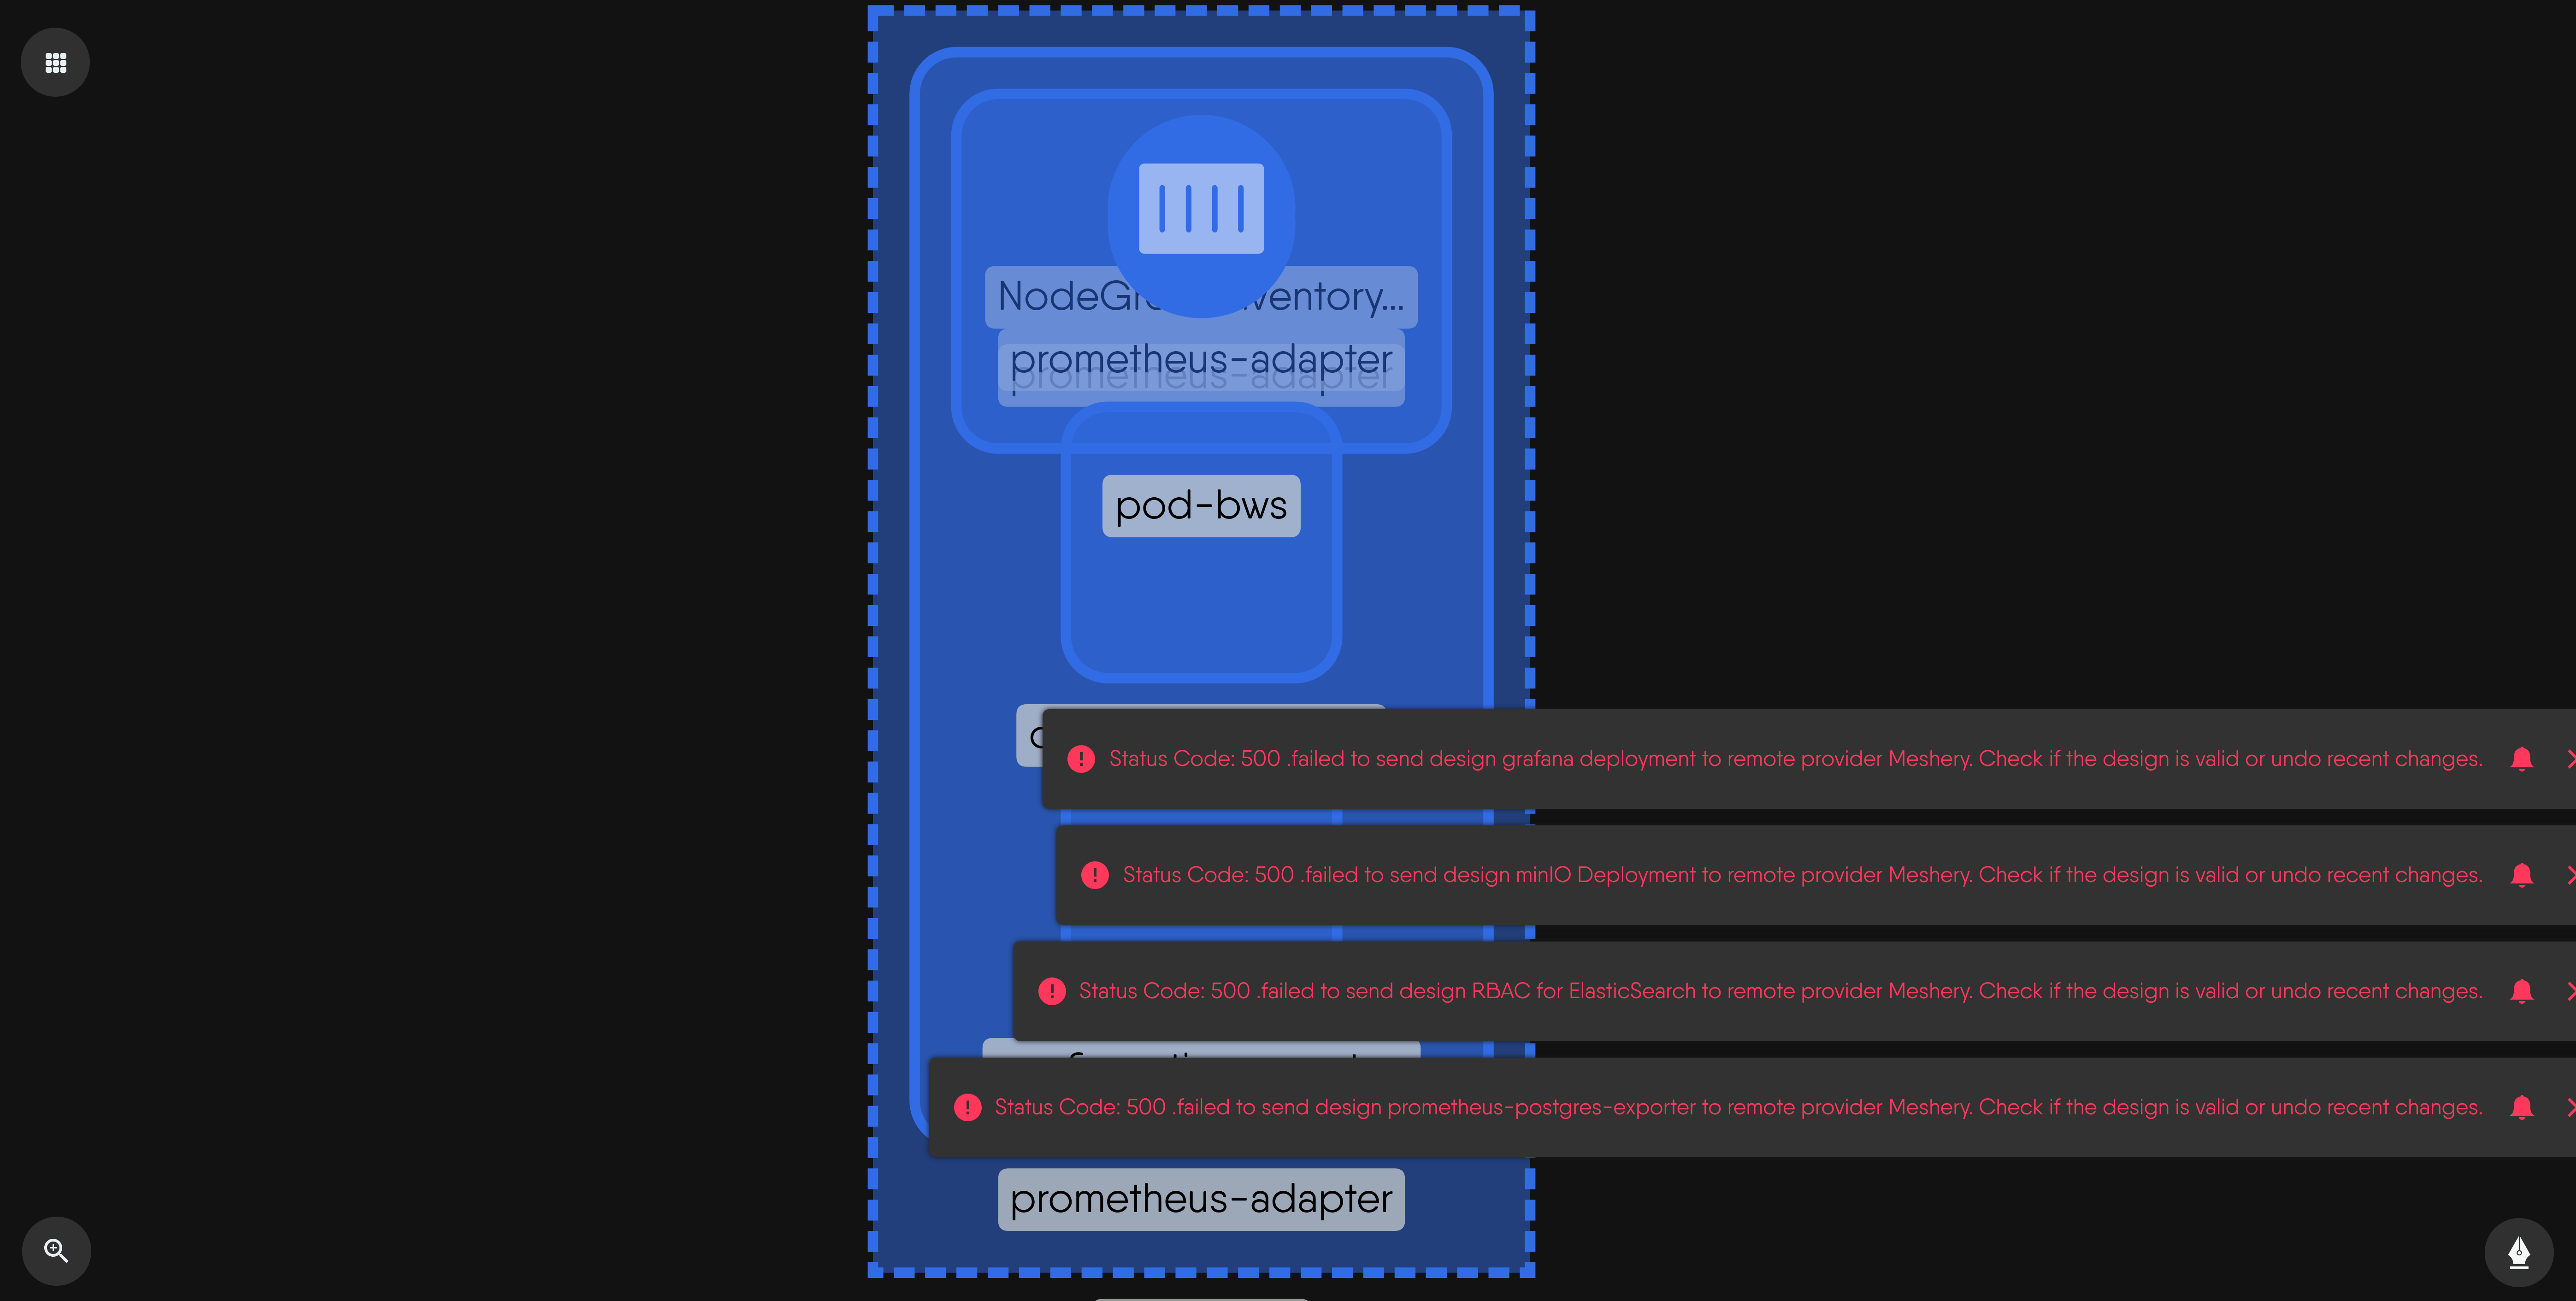 prometheus-adapter
prometheus-adapter
pod-bws
Status Code: 500 .failed to send design grafana deployment to remote provider Meshery. Check if the design is valid or undo recent changes.
Status Code: 500 .failed to send design minIO Deployment to remote provider Meshery. Check if the design is valid or undo recent changes.
Status Code: 500 .failed to send design RBAC for ElasticSearch to remote provider Meshery. Check if the design is valid or undo recent changes.
Status Code: 500 .failed to send design prometheus-postgres-exporter to remote provider Meshery. Check if the design is valid or undo recent changes.
prometheus-adapter